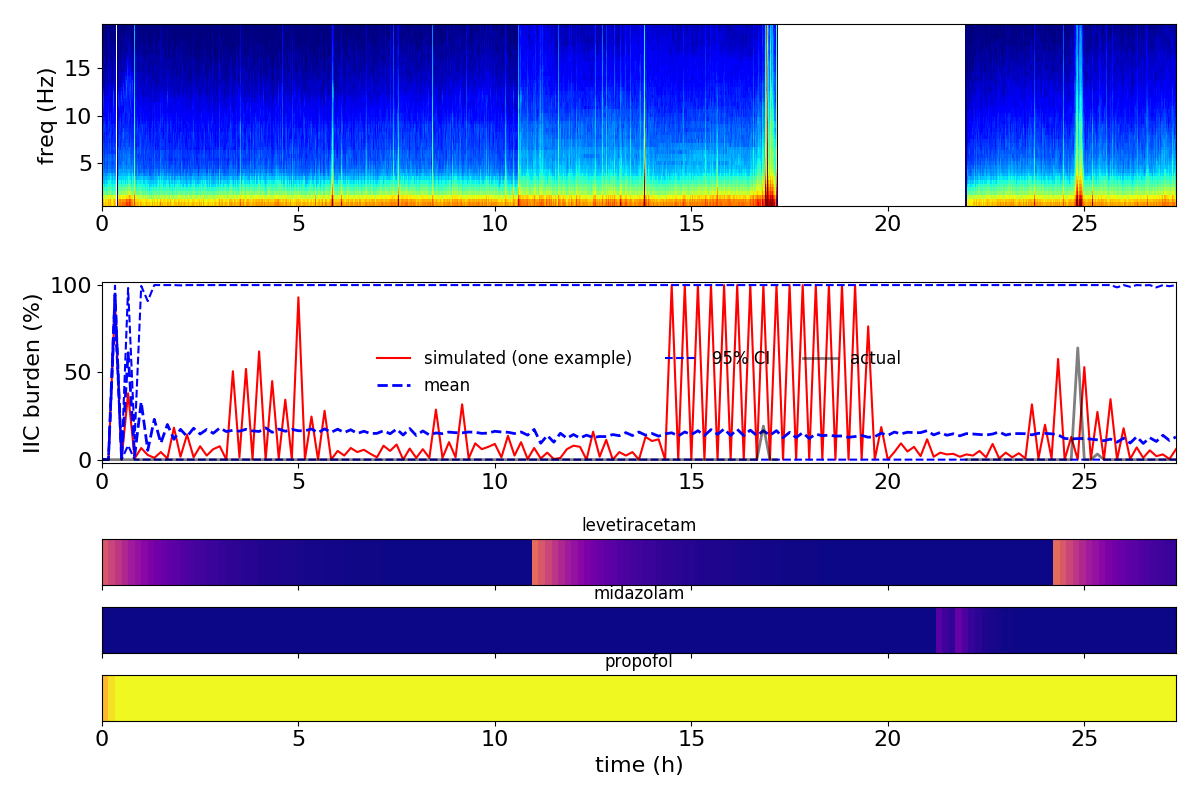 freq (Hz)
15
10
5
0 5 10 15 20 25
IIC burden (%)
100
50
0
simulated (one example) 95% CI actual
mean
0 5 10 15 20 25
levetiracetam
midazolam
propofol
0 5 10 15 20 25
time (h)